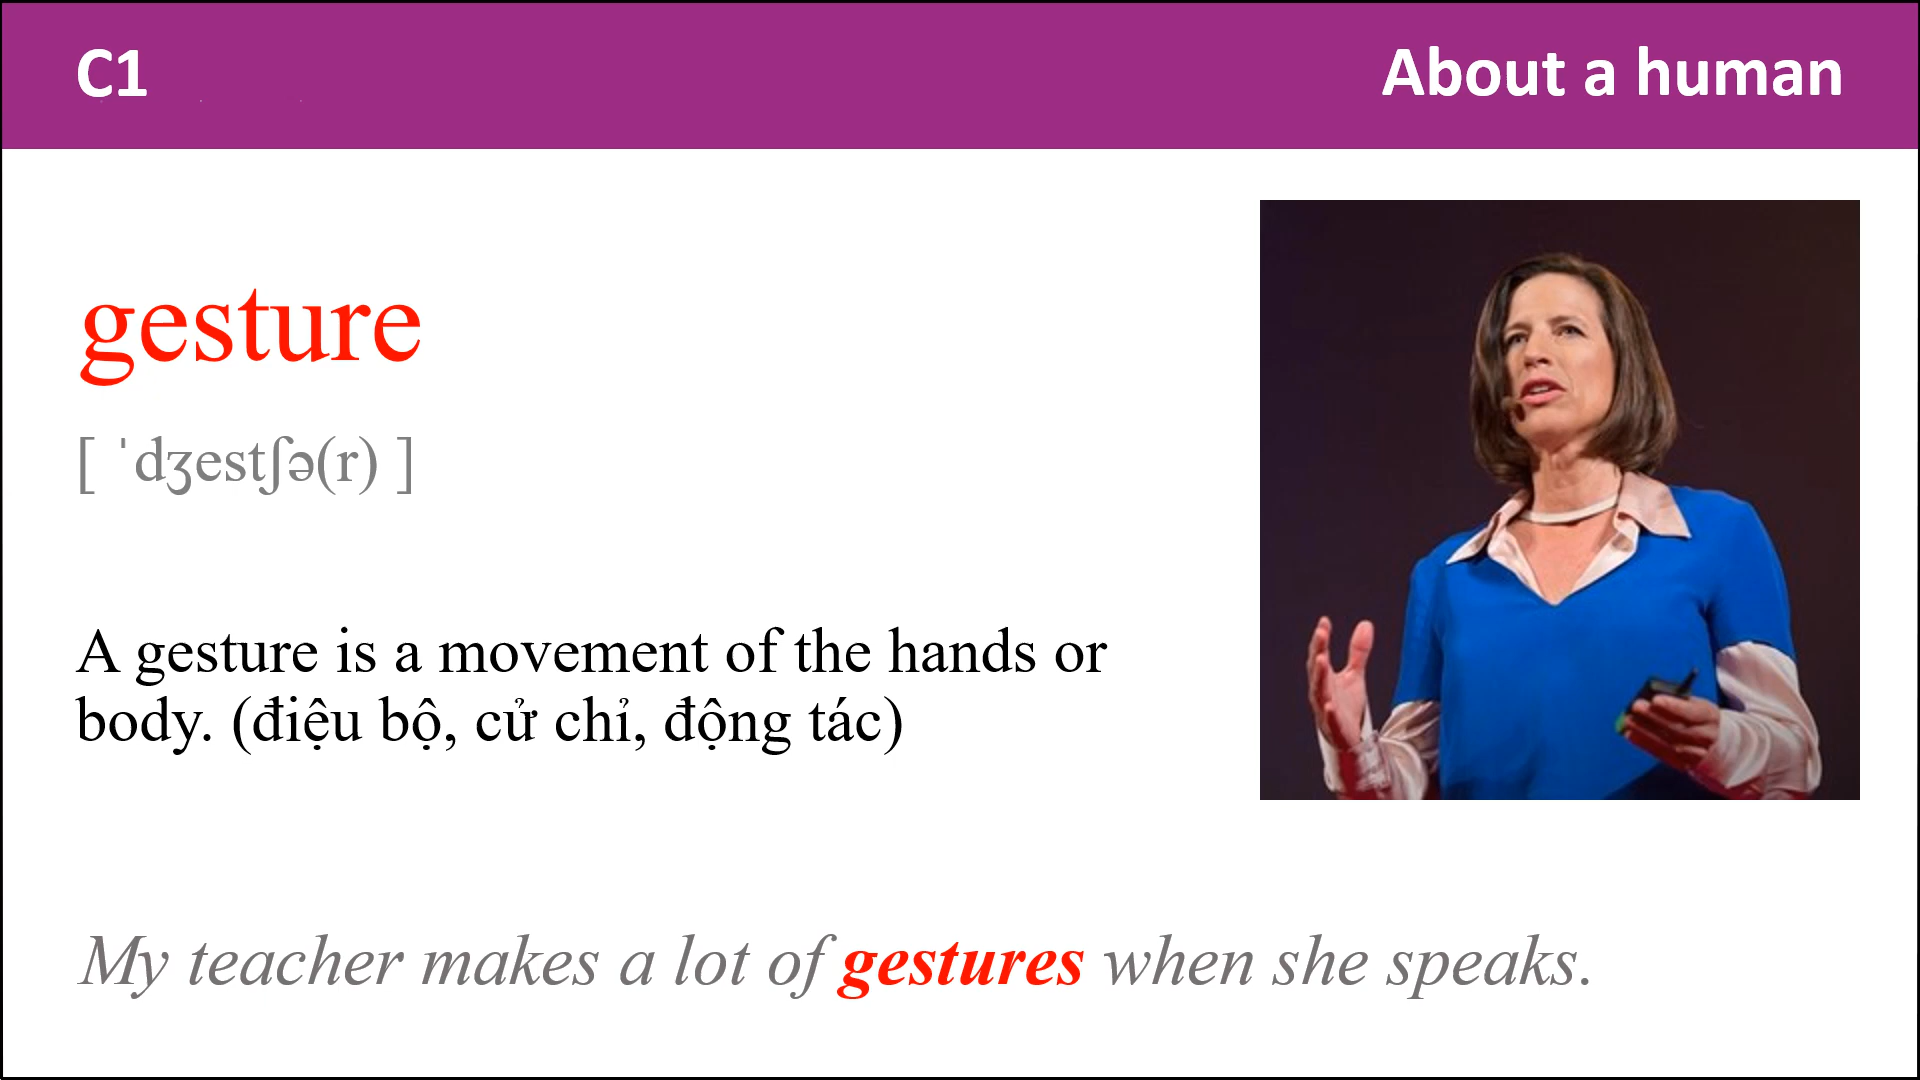 C1
About a human
gesture
[ ˈdʒestʃə(r) ]
A gesture is a movement of the hands or
body. (điệu bộ, cử chỉ, động tác)
My teacher makes a lot of gestures when she speaks.